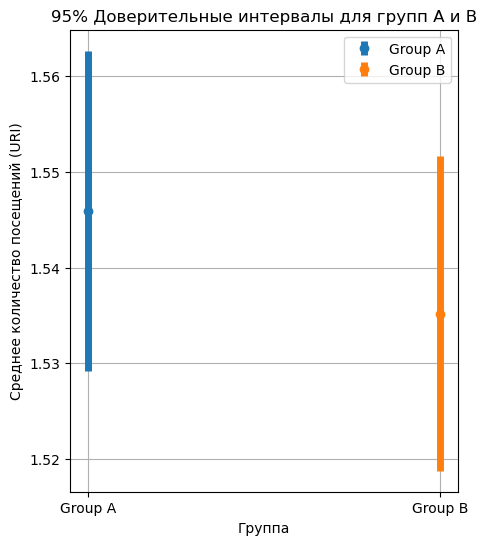 95% Доверительные интервалы для групп A и B
Group A
Group B
1.56
1.55
1.54
1.53
1.52
Среднее количество посещений (URI)
Group A
Group B
Группа